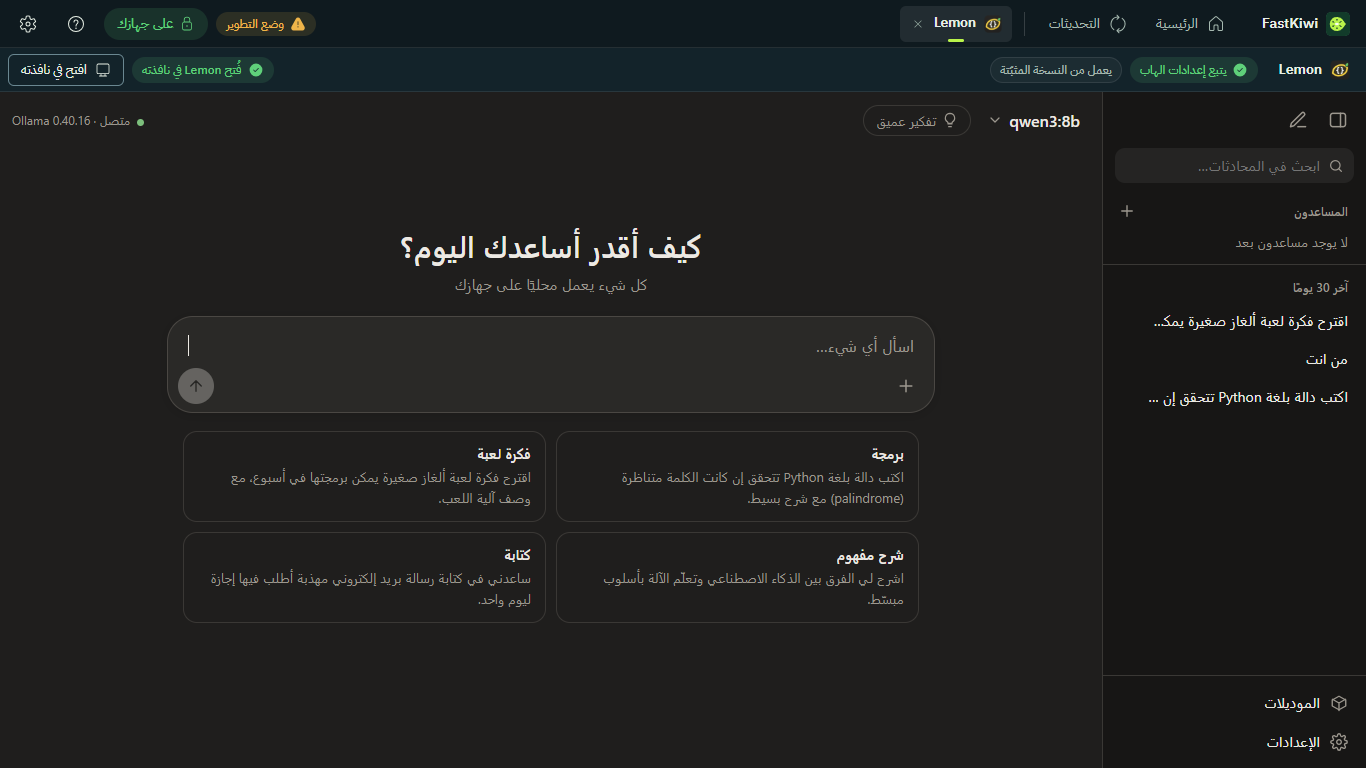 FastKiwi
الرئيسية
التحديثات
Lemon
وضع التطوير
على جهازك
Lemon
يتبع إعدادات الهاب
يعمل من النسخة المثبّتة
فُتح Lemon في نافذته
افتح في نافذته
ابحث في المحادثات...
المساعدون
لا يوجد مساعدون بعد
آخر 30 يومًا
اقترح فكرة لعبة ألغاز صغيرة يمك...
من انت
اكتب دالة بلغة Python تتحقق إن ...
الموديلات
الإعدادات
qwen3:8b
تفكير عميق
متصل · Ollama 0.40.16
كيف أقدر أساعدك اليوم؟
كل شيء يعمل محليًا على جهازك
اسأل أي شيء...
برمجة
اكتب دالة بلغة Python تتحقق إن كانت الكلمة متناظرة
(palindrome) مع شرح بسيط.
فكرة لعبة
اقترح فكرة لعبة ألغاز صغيرة يمكن برمجتها في أسبوع، مع
وصف آلية اللعب.
شرح مفهوم
اشرح لي الفرق بين الذكاء الاصطناعي وتعلّم الآلة بأسلوب
مبسّط.
كتابة
ساعدني في كتابة رسالة بريد إلكتروني مهذبة أطلب فيها إجازة
ليوم واحد.